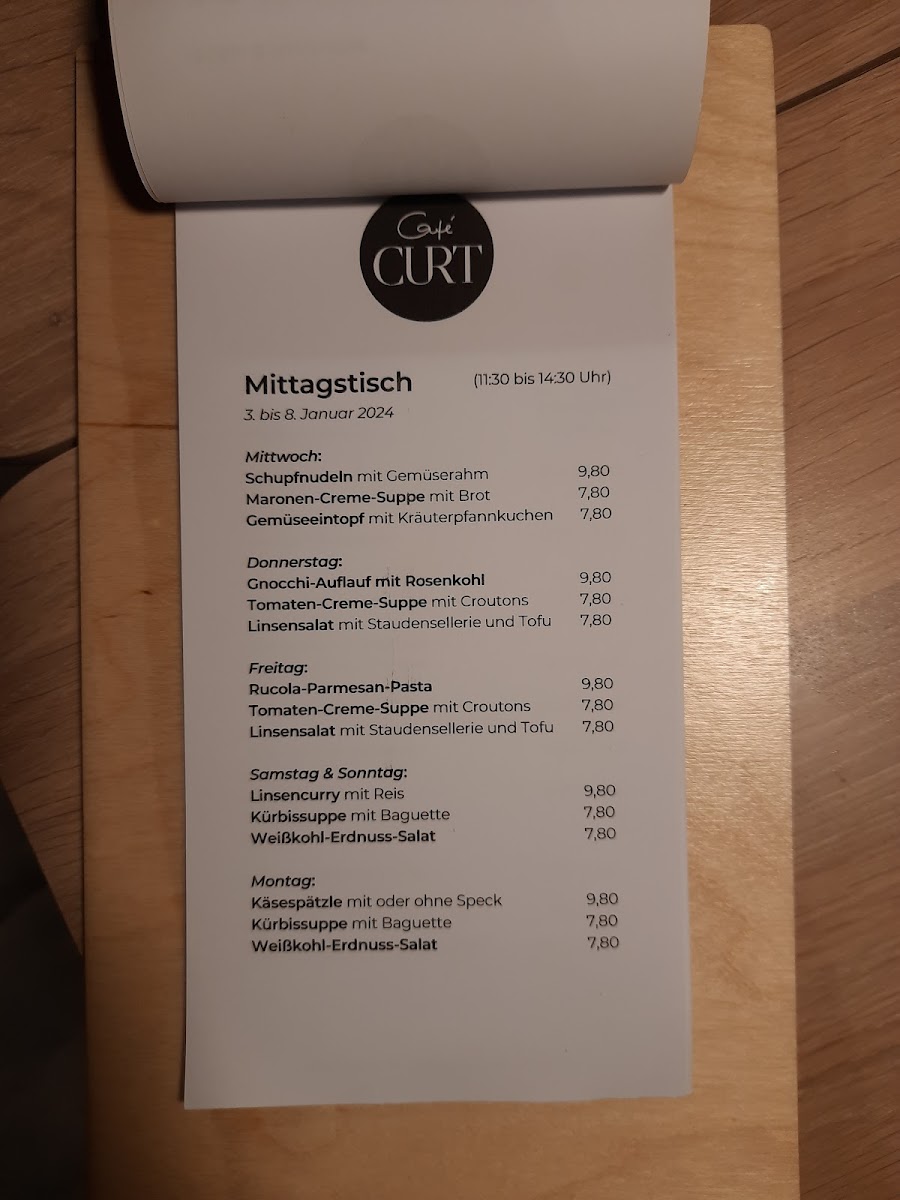 Café
CURT
Mittagstisch (11:30 bis 14:30 Uhr)
3. bis 8. Januar 2024
Mittwoch:
Schupfnudeln mit Gemüserahm 9,80
Maronen-Creme-Suppe mit Brot 7,80
Gemüseeintopf mit Kräuterpfannkuchen 7,80
Donnerstag:
Gnocchi-Auflauf mit Rosenkohl 9,80
Tomaten-Creme-Suppe mit Croutons 7,80
Linsensalat mit Staudensellerie und Tofu 7,80
Freitag:
Rucola-Parmesan-Pasta 9,80
Tomaten-Creme-Suppe mit Croutons 7,80
Linsensalat mit Staudensellerie und Tofu 7,80
Samstag & Sonntag:
Linsencurry mit Reis 9,80
Kürbissuppe mit Baguette 7,80
Weißkohl-Erdnuss-Salat 7,80
Montag:
Käsespätzle mit oder ohne Speck 9,80
Kürbissuppe mit Baguette 7,80
Weißkohl-Erdnuss-Salat 7,80